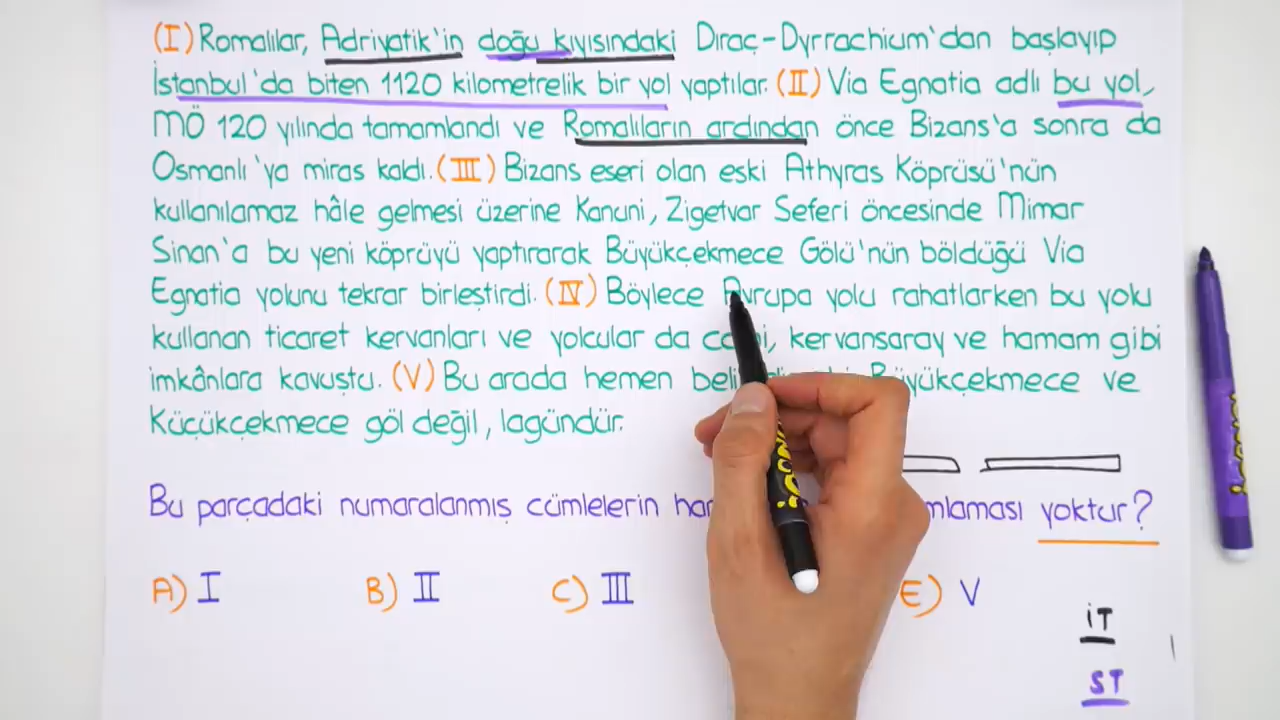 (I) Romalılar, Adriyatik'in doğu kıyısındaki Dıraç-Dyrrachium'dan başlayıp
İstanbul'da biten 1120 kilometrelik bir yol yaptılar. (II) Via Egnatia adlı bu yol,
MÖ 120 yılında tamamlandı ve Romalıların ardından önce Bizans'a sonra da
Osmanlı'ya miras kaldı. (III) Bizans eseri olan eski Athyras Köprüsü'nün
kullanılamaz hâle gelmesi üzerine Kanuni, Zigetvar Seferi öncesinde Mimar
Sinan'a bu yeni köprüyü yaptırarak Büyükçekmece Gölü'nün böldüğü Via
Egnatia yolunu tekrar birleştirdi. (IV) Böylece Avrupa yolu rahatlarken bu yolu
kullanan ticaret kervanları ve yolcular da kervansaray ve hamam gibi
imkânlara kavuştu. (V) Bu arada hemen Büyükçekmece ve
Küçükçekmece göl değil, lagündür.
Bu parçadaki numaralanmış cümlelerin yoktur?
A) I B) II C) III E) V
İT
ST